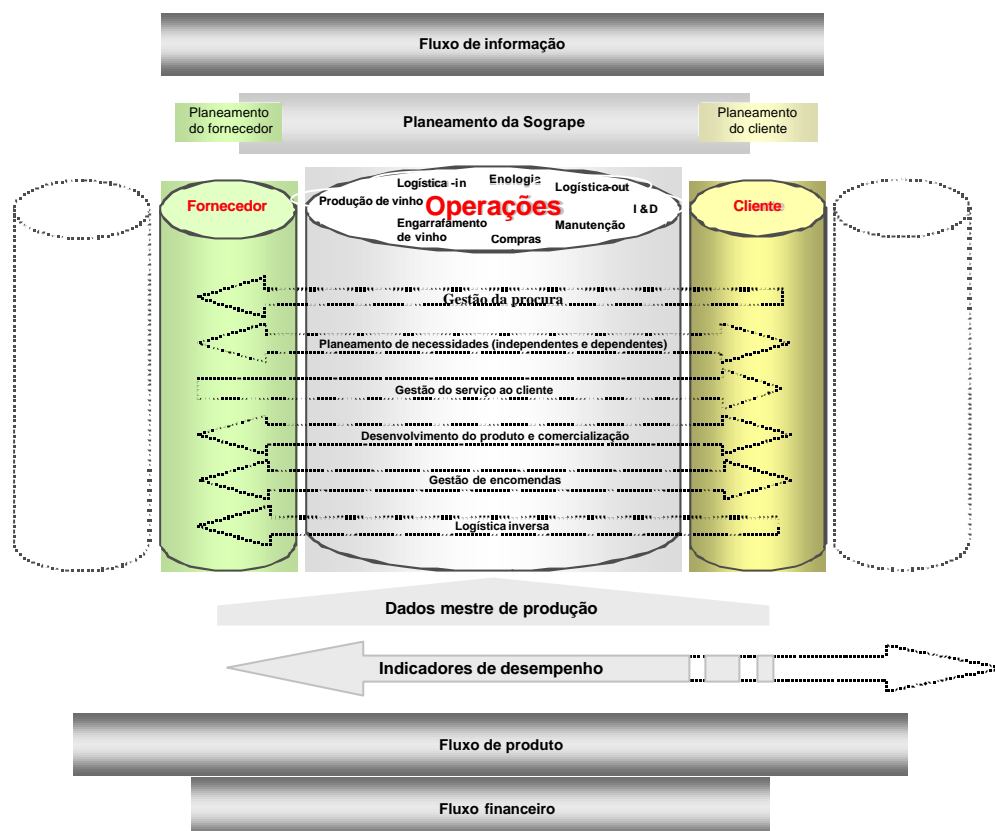 Fluxo de informação
Planeamento
do fornecedor
Planeamento da Sogrape
Planeamento
do cliente
Fornecedor
Logística -in
Enologia
Logística-out
Produção de vinho
Operações
I & D
Engarrafamento
de vinho
Compras
Manutenção
Cliente
Gestão da procura
Planeamento de necessidades (independentes e dependentes)
Gestão do serviço ao cliente
Desenvolvimento do produto e comercialização
Gestão de encomendas
Logística inversa
Dados mestre de produção
Indicadores de desempenho
Fluxo de produto
Fluxo financeiro